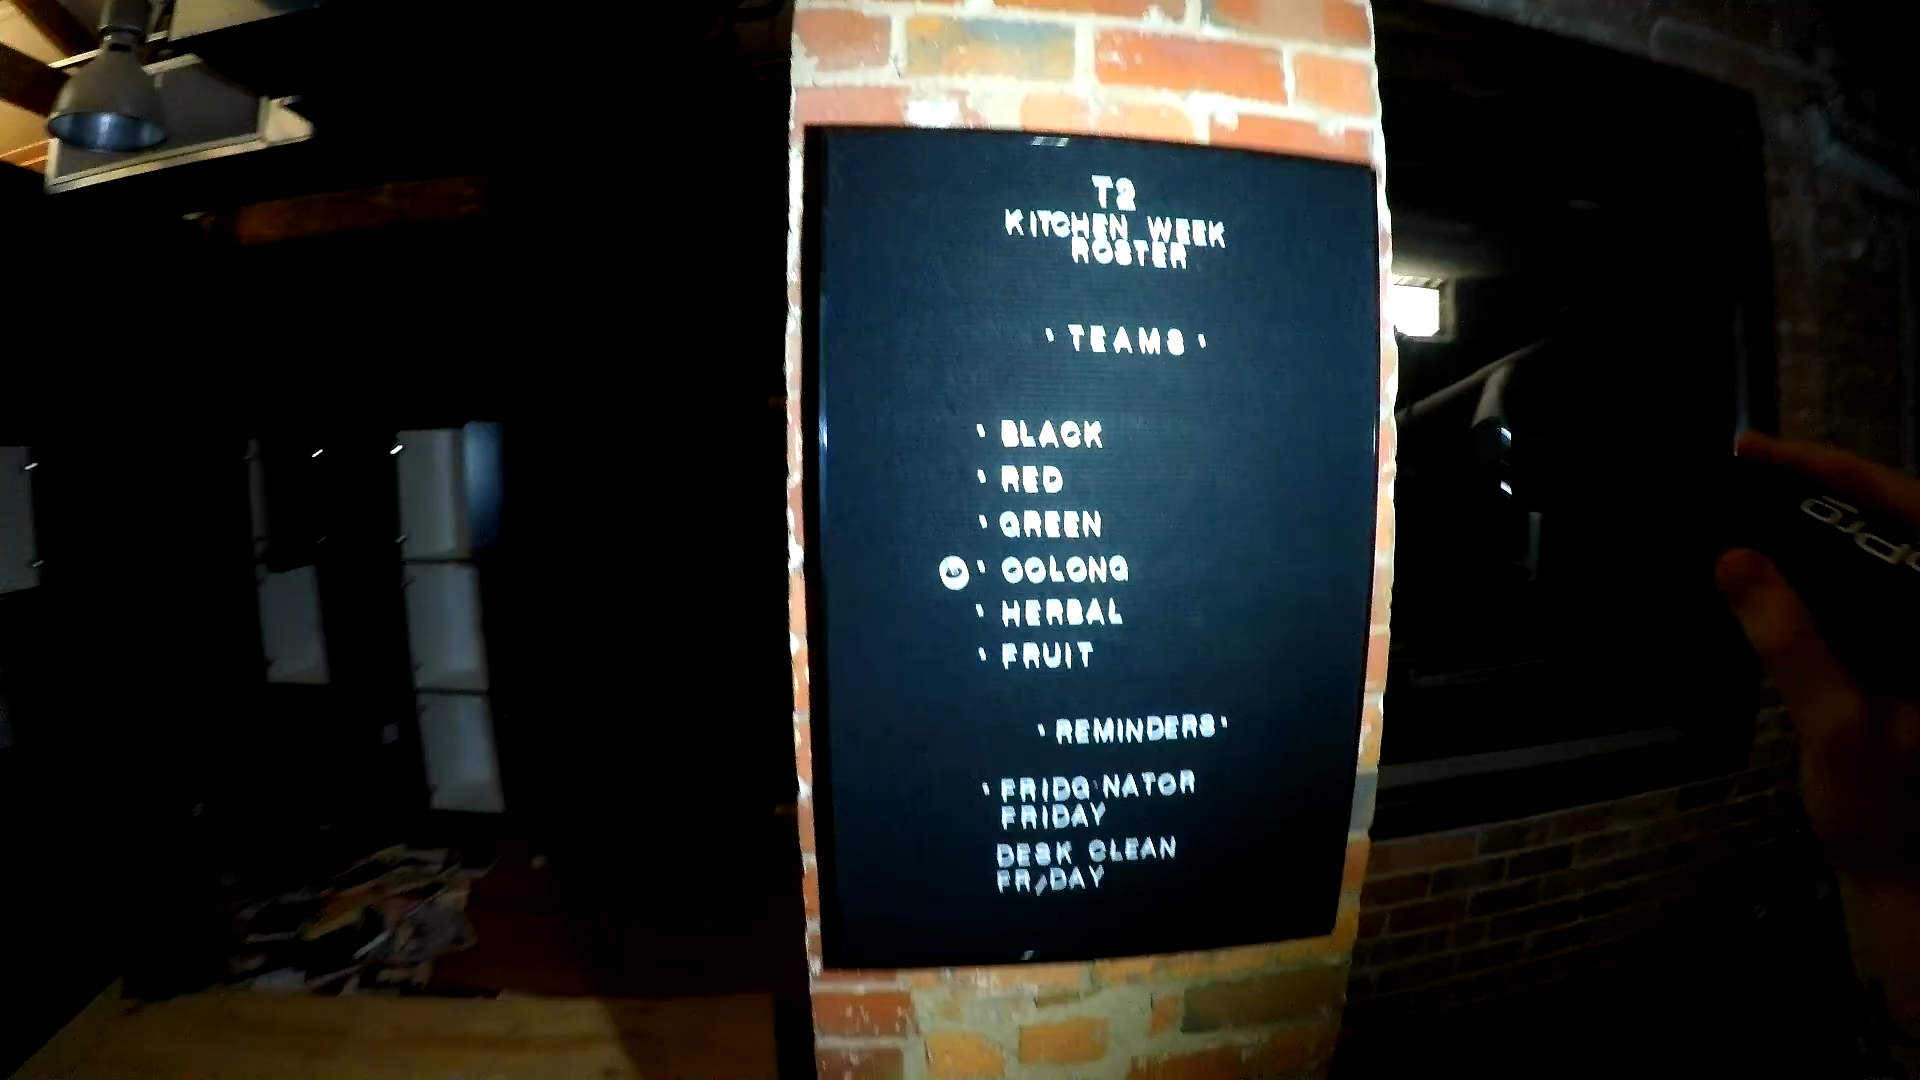 T2
KITCHEN WEEK
ROSTER
' TEAMS '
' BLACK
' RED
' GREEN
' OOLONG
' HERBAL
' FRUIT
' REMINDERS '
' FRIDG'NATOR
FRIDAY
DESK CLEAN
FRIDAY